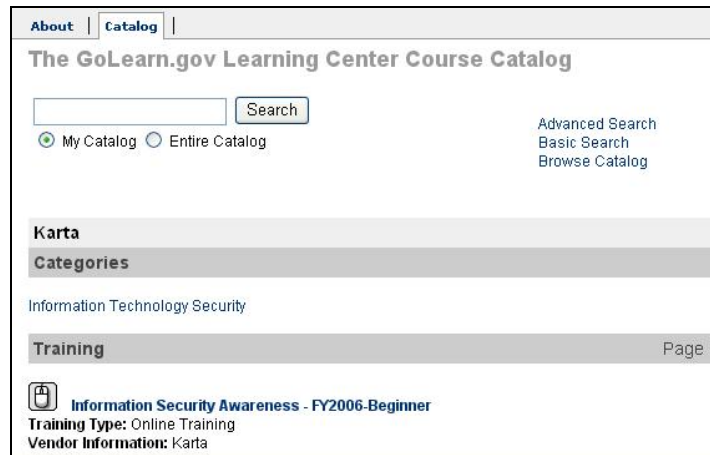 About | Catalog |
The GoLearn.gov Learning Center Course Catalog
Search
My Catalog Entire Catalog
Advanced Search
Basic Search
Browse Catalog
Karta
Categories
Information Technology Security
Training Page
Information Security Awareness - FY2006-Beginner
Training Type: Online Training
Vendor Information: Karta